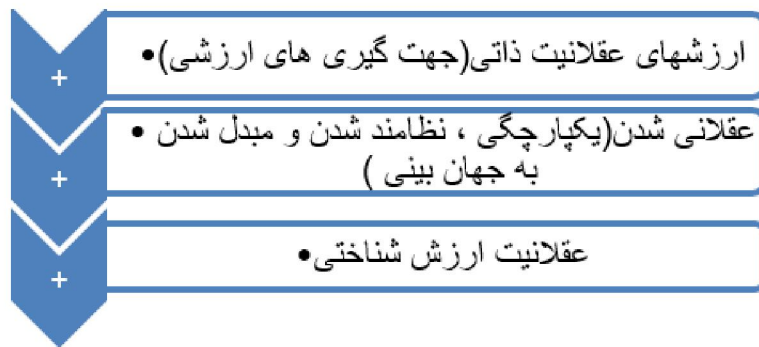 +
ارزشهای عقلانیت ذاتی(جهت گیری های ارزشی)•
+
عقلانی شدن(یکپارچگی ، نظامند شدن و مبدل شدن •
به جهان بینی )
+
عقلانیت ارزش شناختی•